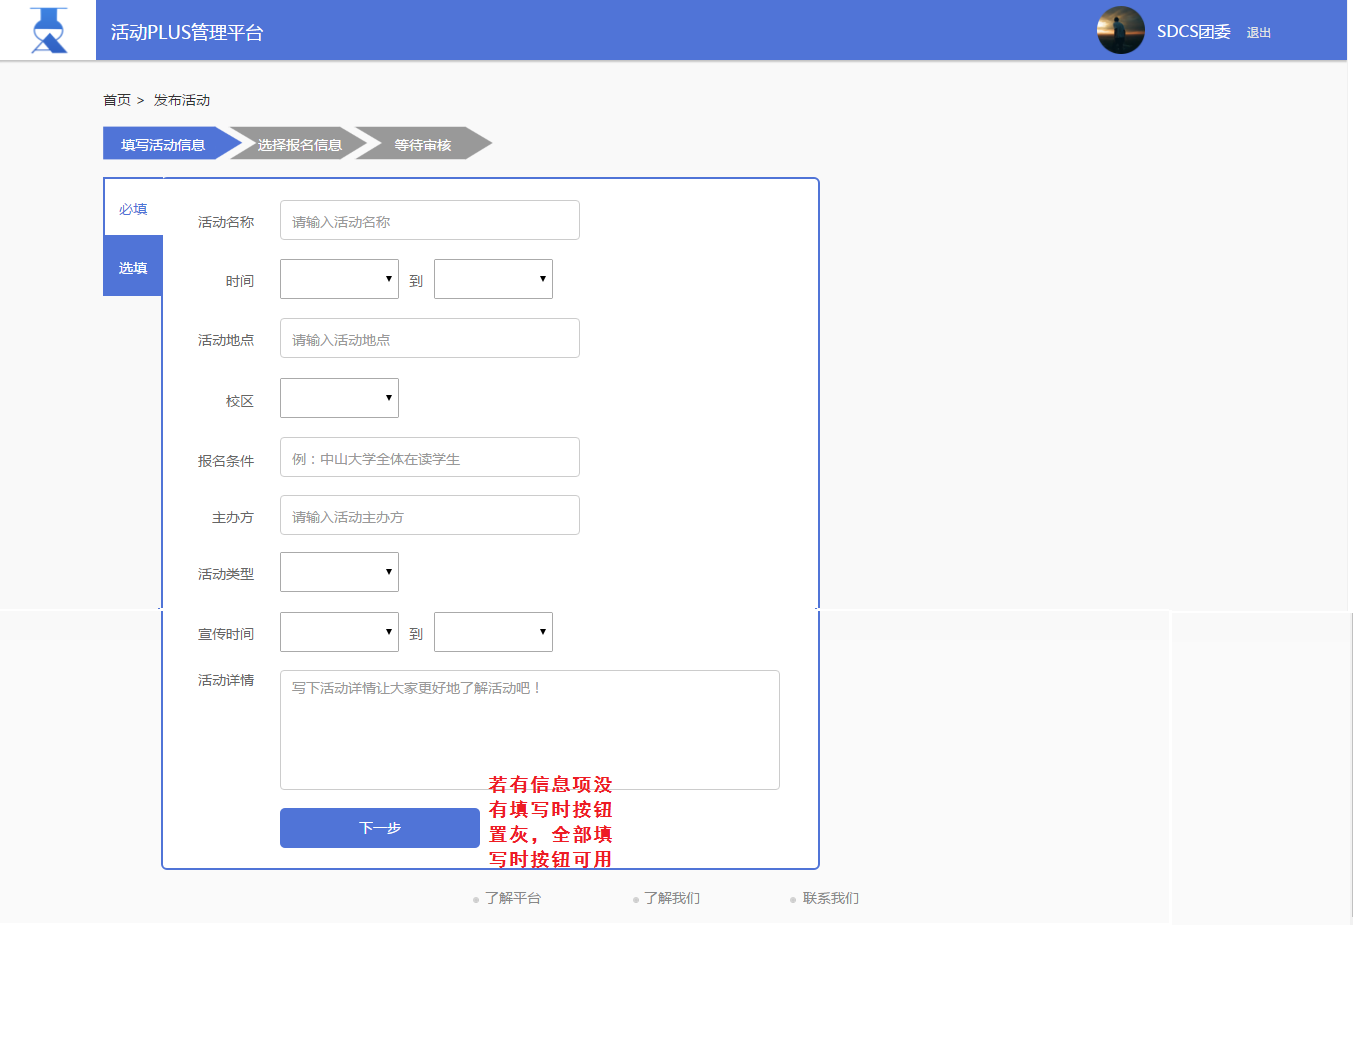 活动PLUS管理平台
SDCS团委 退出
首页 > 发布活动
填写活动信息 选择报名信息 等待审核
必填
选填
活动名称 请输入活动名称
时间 到
活动地点 请输入活动地点
校区
报名条件 例：中山大学全体在读学生
主办方 请输入活动主办方
活动类型
宣传时间 到
活动详情 写下活动详情让大家更好地了解活动吧！
下一步
若有信息项没
有填写时按钮
置灰，全部填
写时按钮可用
了解平台 了解我们 联系我们